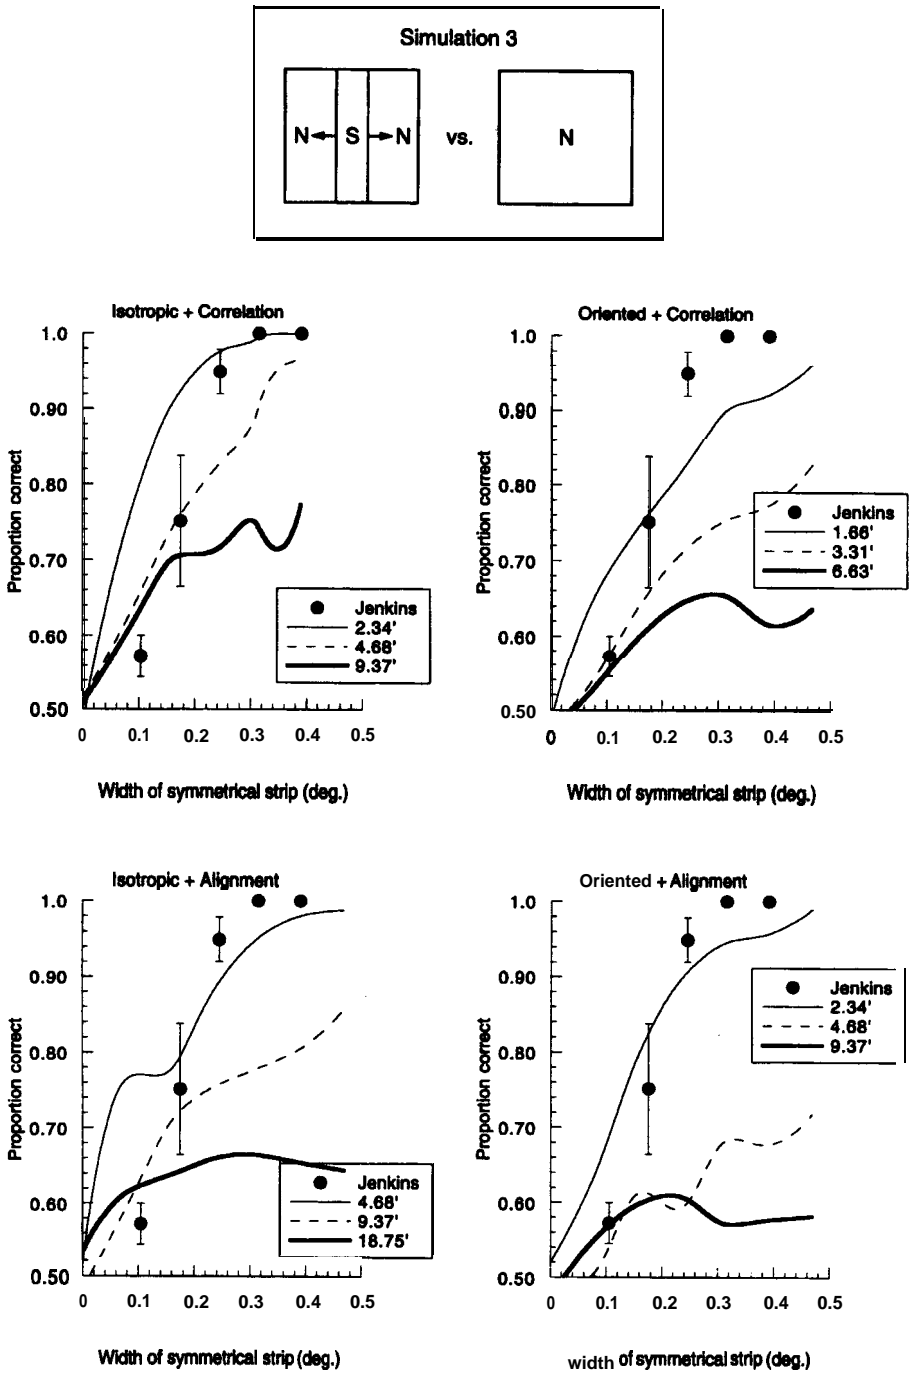 Simulation 3
N S N vs. N
Isotropic + Correlation
Proportion correct
1.0
0.90
0.80
0.70
0.60
0.50
0 0.1 0.2 0.3 0.4 0.5
Width of symmetrical strip (deg.)
Jenkins
2.34'
4.68'
9.37'
Oriented + Correlation
Proportion correct
1.0
0.90
0.80
0.70
0.60
0.50
0 0.1 0.2 0.3 0.4 0.5
Width of symmetrical strip (deg.)
Jenkins
1.66'
3.31'
6.63'
Isotropic + Alignment
Proportion correct
1.0
0.90
0.80
0.70
0.60
0.50
0 0.1 0.2 0.3 0.4 0.5
Width of symmetrical strip (deg.)
Jenkins
4.68'
9.37'
18.75'
Oriented + Alignment
Proportion correct
1.0
0.90
0.80
0.70
0.60
0.50
0 0.1 0.2 0.3 0.4 0.5
width of symmetrical strip (deg.)
Jenkins
2.34'
4.68'
9.37'